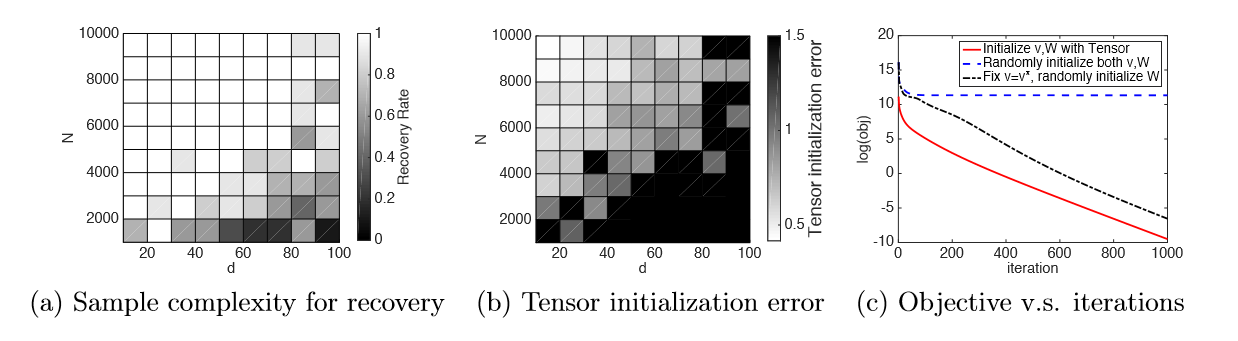 10000
8000
6000
4000
2000
N
20 40 60 80 100
d
1
0.8
0.6
0.4
0.2
0
Recovery Rate
(a) Sample complexity for recovery
10000
8000
6000
4000
2000
N
20 40 60 80 100
d
1.5
1
0.5
Tensor initialization error
(b) Tensor initialization error
20
15
10
5
0
-5
-10
log(obj)
Initialize v,W with Tensor
Randomly initialize both v,W
Fix v=v*, randomly initialize W
0 200 400 600 800 1000
iteration
(c) Objective v.s. iterations